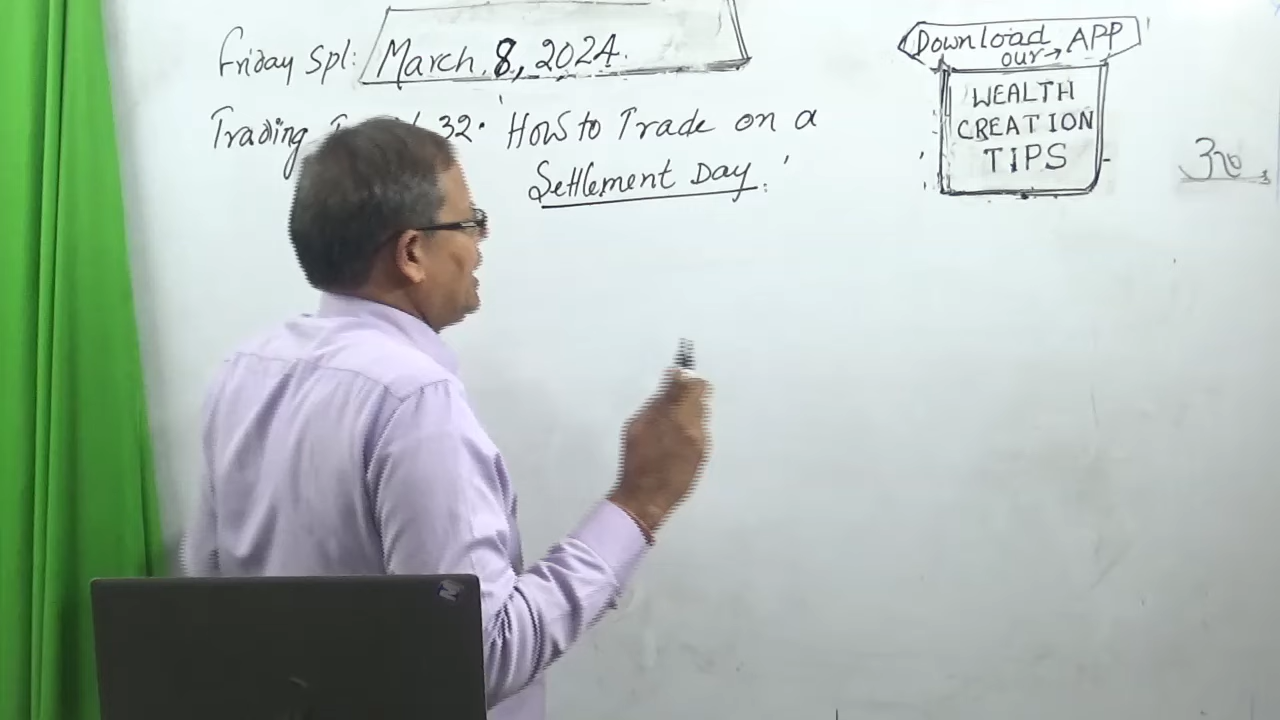 Friday Spl: March 8, 2024.
Trading 32. 'How to Trade on a
Settlement Day'.
Download
our → APP
WEALTH
CREATION
TIPS